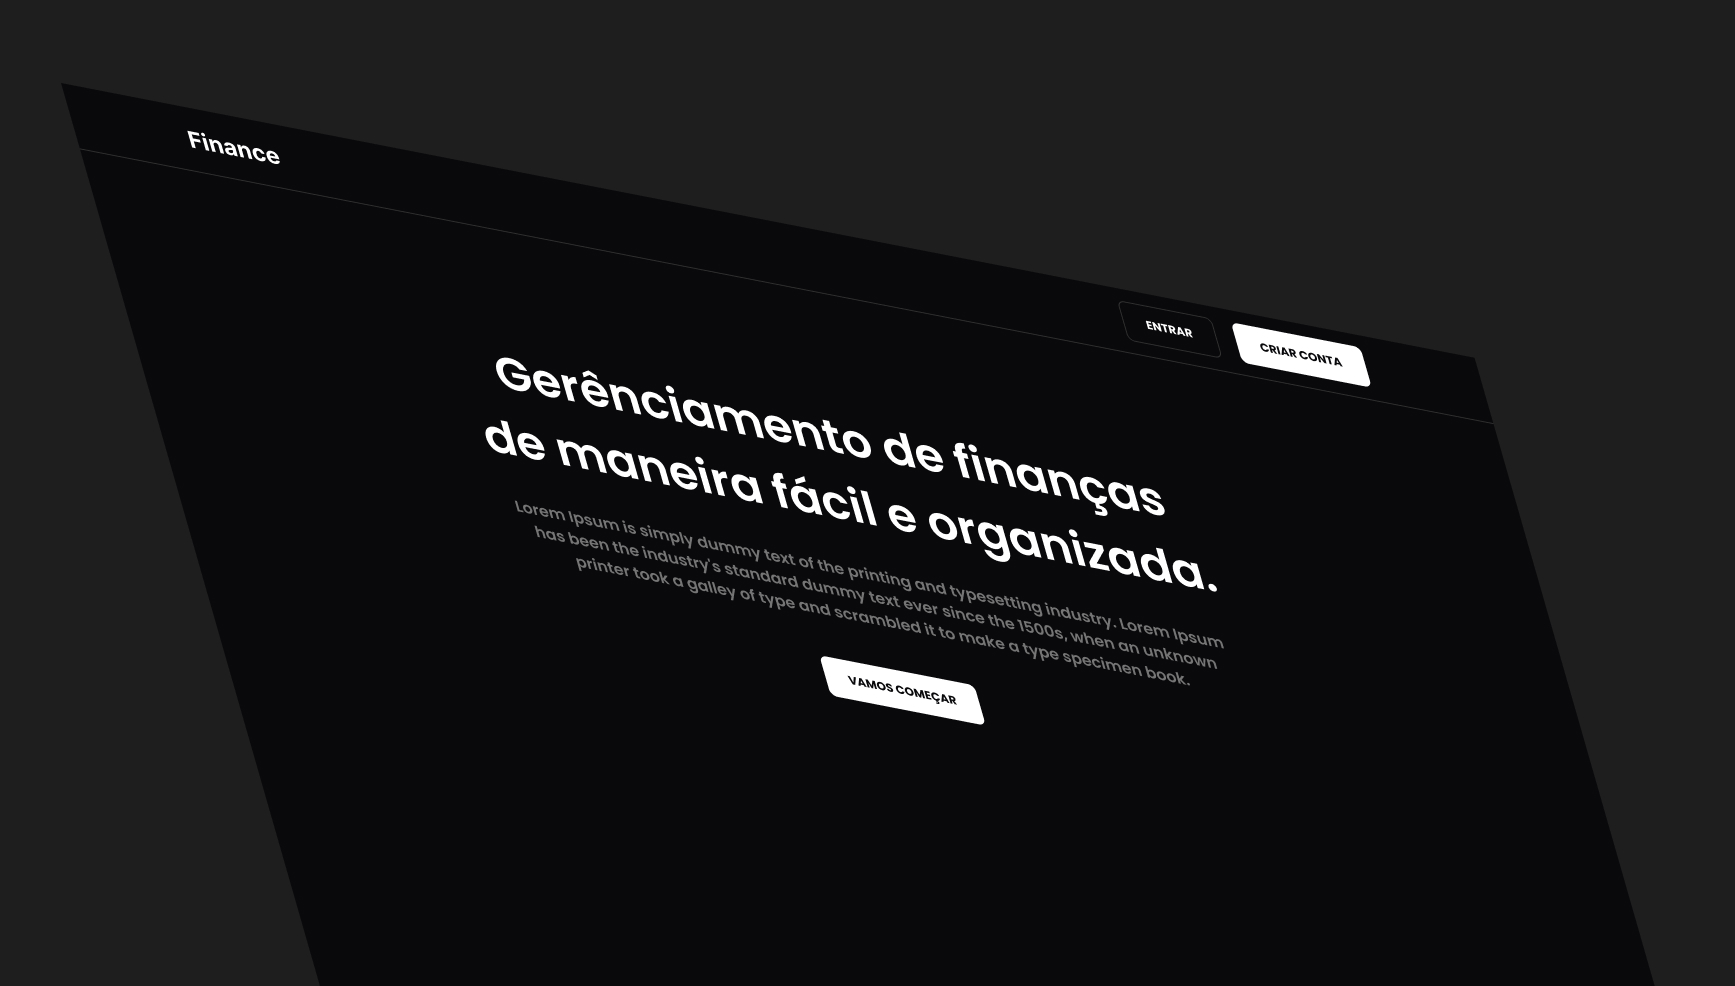 Finance
ENTRAR
CRIAR CONTA
Gerênciamento de finanças
de maneira fácil e organizada.
Lorem Ipsum is simply dummy text of the printing and typesetting industry. Lorem Ipsum
has been the industry's standard dummy text ever since the 1500s, when an unknown
printer took a galley of type and scrambled it to make a type specimen book.
VAMOS COMEÇAR